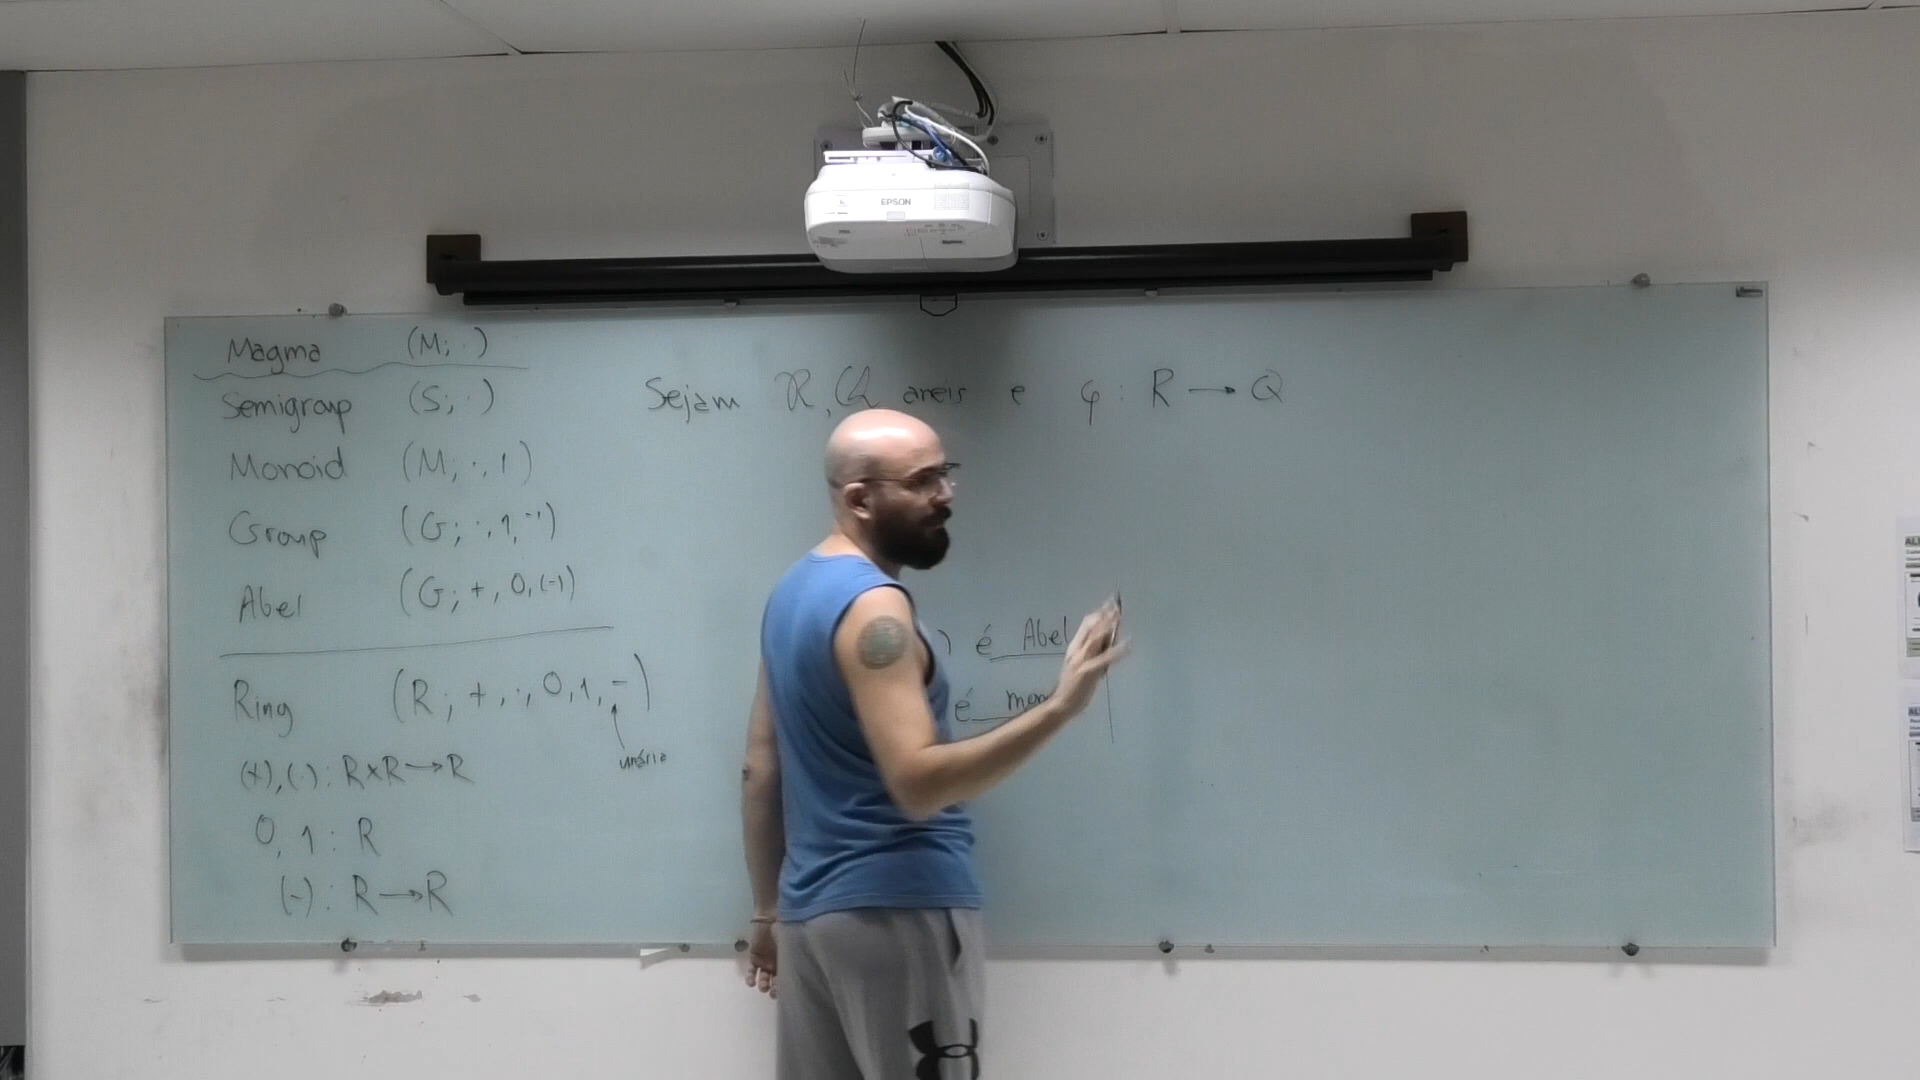 EPSON
Magma (M; ·)
Semigroup (S; ·)
Monoid (M; ·, 1)
Group (G; ·, 1, ⁻¹)
Abel (G; +, 0, (-))
Ring (R; +, ·, 0, 1, -)
unária
(+), (·) : R×R → R
0, 1 : R
(-) : R → R
Sejam R, Q aneis e φ : R → Q
) é Abel
é mon